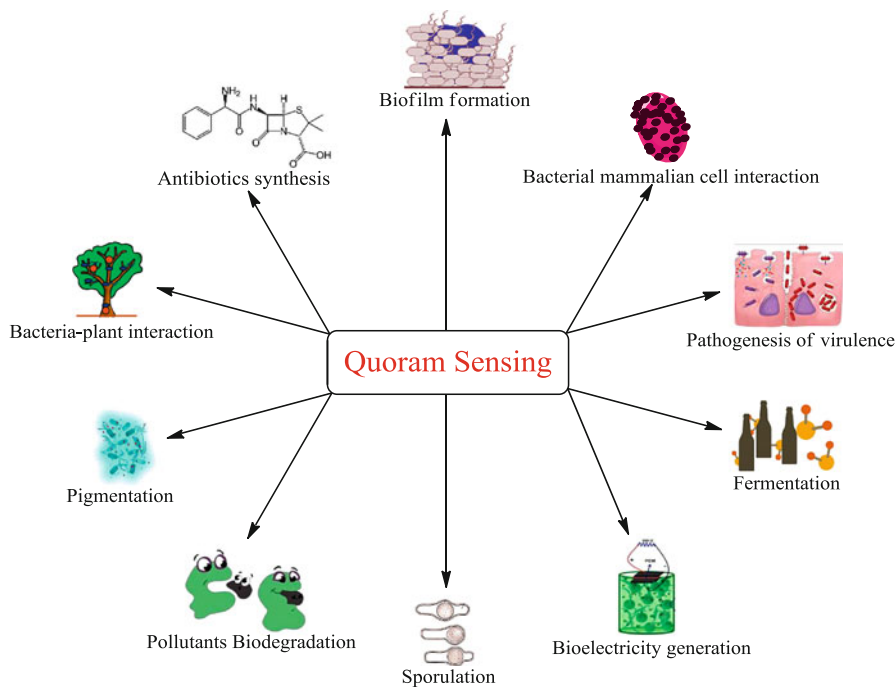 Biofilm formation
NH2
H
N
H
S
O
N
O
O
OH
Antibiotics synthesis
Bacterial mammalian cell interaction
Bacteria-plant interaction
Pathogenesis of virulence
Quoram Sensing
Pigmentation
Fermentation
Pollutants Biodegradation
Sporulation
Bioelectricity generation